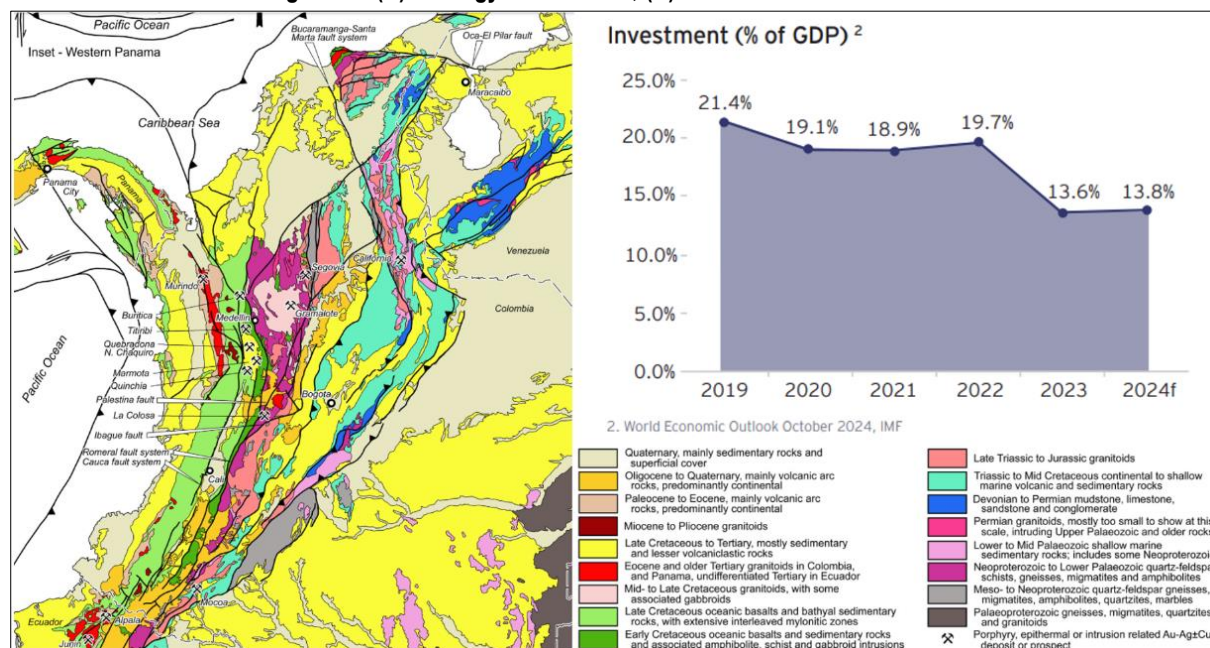 Pacific Ocean
Inset - Western Panama
Bucaramanga-Santa
Marta fault system
Oca-El Pilar fault
Maracaibo
Caribbean Sea
Panama
City
Panama
Venezuela
California
Segovia
Murindo
Colombia
Buritica
Medellin
Gramalote
Titiribi
Quebradona
N. Chaquiro
Pacific Ocean
Marmota
Quinchia
Palestina fault
Bogota
La Colosa
Ibague fault
Romeral fault system
Cauca fault system
Cali
Mocoa
Ecuador
Alpala
Junin
Investment (% of GDP) 2
25.0%
21.4%
19.1%
18.9%
19.7%
20.0%
15.0%
13.6%
13.8%
10.0%
5.0%
0.0%
2019 2020 2021 2022 2023 2024f
2. World Economic Outlook October 2024, IMF
Quaternary, mainly sedimentary rocks and
superficial cover
Oligocene to Quaternary, mainly volcanic arc
rocks, predominantly continental
Paleocene to Eocene, mainly volcanic arc
rocks, predominantly continental
Miocene to Pliocene granitoids
Late Cretaceous to Tertiary, mostly sedimentary
and lesser volcaniclastic rocks
Eocene and older Tertiary granitoids in Colombia,
and Panama, undifferentiated Tertiary in Ecuador
Mid- to Late Cretaceous granitoids, with some
associated gabbroids
Late Cretaceous oceanic basalts and bathyal sedimentary
rocks, with extensive interleaved mylonitic zones
Early Cretaceous oceanic basalts and sedimentary rocks
and associated amphibolite, schist and gabbroid intrusions
Late Triassic to Jurassic granitoids
Triassic to Mid Cretaceous continental to shallow
marine volcanic and sedimentary rocks
Devonian to Permian mudstone, limestone,
sandstone and conglomerate
Permian granitoids, mostly too small to show at this
scale, intruding Upper Palaeozoic and older rocks
Lower to Mid Palaeozoic shallow marine
sedimentary rocks; includes some Neoproterozoi
Neoproterozoic to Lower Palaeozoic quartz-feldspa
schists, gneisses, migmatites and amphibolites
Meso- to Neoproterozoic quartz-feldspar gneisses,
migmatites, amphibolites, quartzites, marbles
Palaeoproterozoic gneisses, migmatites, quartzites
and granitoids
Porphyry, epithermal or intrusion related Au-Ag±Cu
deposit or prospect